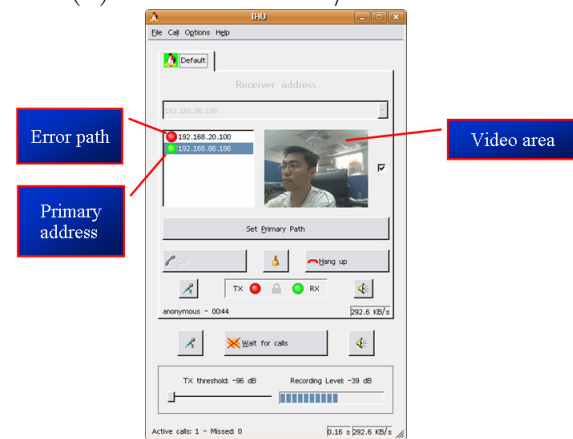 IHU
File Call Options Help
Default
Receiver address
192.168.86.186
192.168.20.100
192.168.86.186
Error path
Video area
Primary
address
Set Primary Path
Hang up
TX RX
anonymous - 00:44 292.6 KB/s
Wait for calls
TX threshold: -96 dB Recording Level: -39 dB
Active calls: 1 - Missed: 0 0.16 s 292.6 KB/s